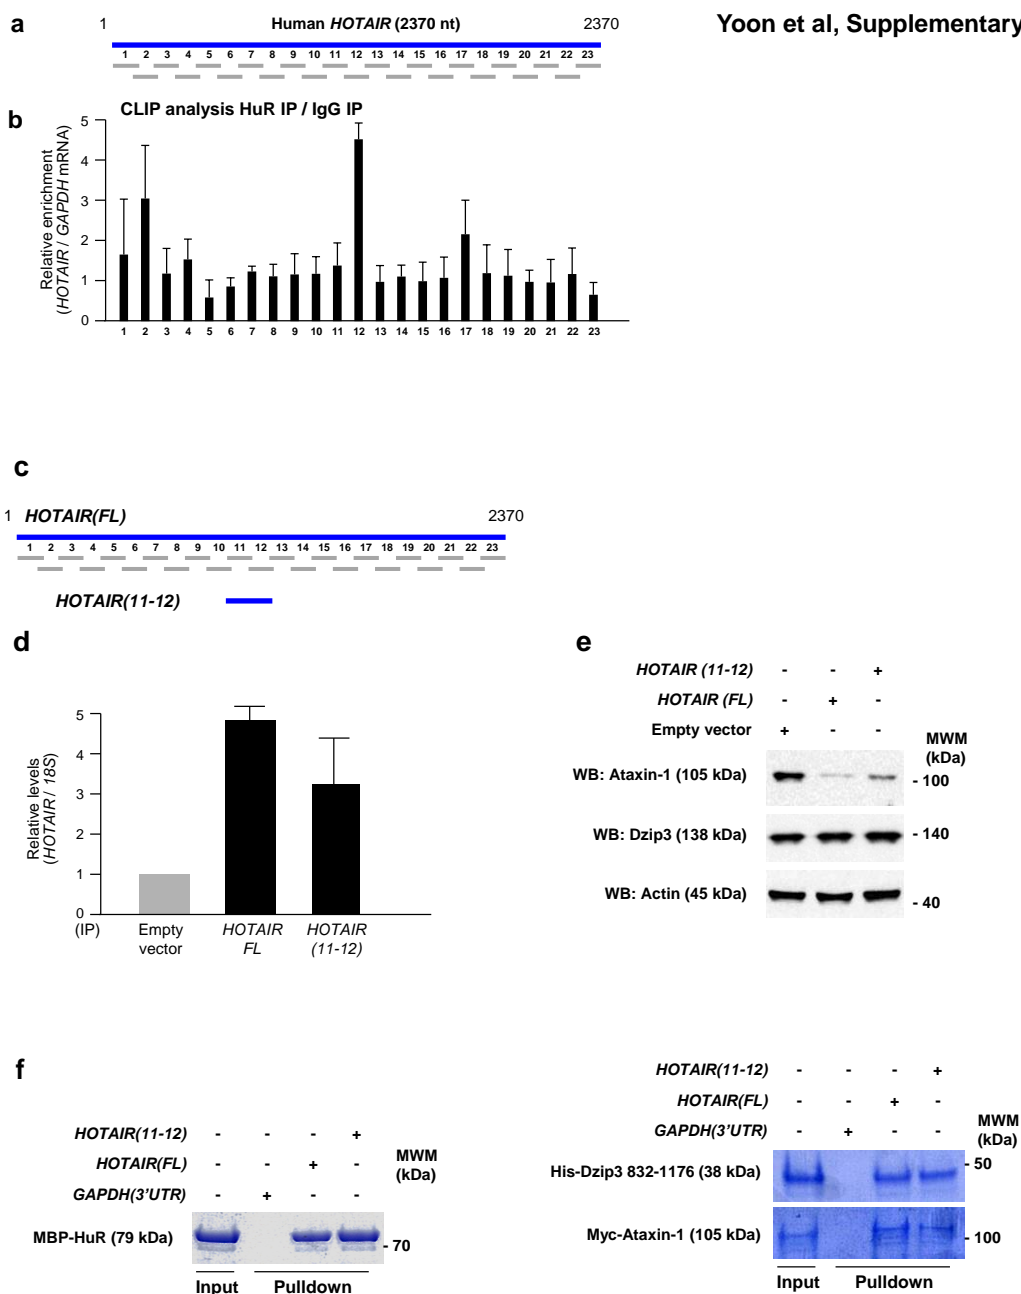 Yoon et al, Supplementary
a
1 Human HOTAIR (2370 nt) 2370
1 2 3 4 5 6 7 8 9 10 11 12 13 14 15 16 17 18 19 20 21 22 23
b
CLIP analysis HuR IP / IgG IP
Relative enrichment
(HOTAIR / GAPDH mRNA)
5
4
3
2
1
0
1 2 3 4 5 6 7 8 9 10 11 12 13 14 15 16 17 18 19 20 21 22 23
c
1 HOTAIR(FL) 2370
1 2 3 4 5 6 7 8 9 10 11 12 13 14 15 16 17 18 19 20 21 22 23
HOTAIR(11-12)
d
Relative levels
(HOTAIR / 18S)
5
4
3
2
1
0
(IP)
Empty
vector
HOTAIR
FL
HOTAIR
(11-12)
e
HOTAIR (11-12) - - +
HOTAIR (FL) - + -
Empty vector + - -
MWM
(kDa)
WB: Ataxin-1 (105 kDa) - 100
WB: Dzip3 (138 kDa) - 140
WB: Actin (45 kDa) - 40
f
HOTAIR(11-12) - - - +
HOTAIR(FL) - - + -
GAPDH(3'UTR) - + - -
MWM
(kDa)
MBP-HuR (79 kDa) - 70
Input Pulldown
HOTAIR(11-12) - - - +
HOTAIR(FL) - - + -
GAPDH(3'UTR) - + - -
MWM
(kDa)
His-Dzip3 832-1176 (38 kDa) - 50
Myc-Ataxin-1 (105 kDa) - 100
Input Pulldown